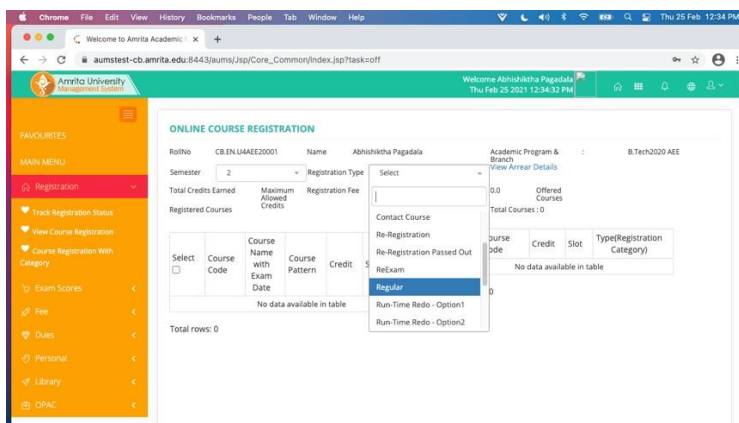 Chrome File Edit View History Bookmarks People Tab Window Help Thu 25 Feb 12:34 PM
Welcome to Amrita Academic
aumstest-cb.amrita.edu:8443/aums/Jsp/Core_Common/index.jsp?task=off
Amrita University
Management System
Welcome Abhishiktha Pagadala
Thu Feb 25 2021 12:34:32 PM
FAVOURITES
MAIN MENU
Registration
Track Registration Status
View Course Registration
Course Registration With
Category
Exam Scores
Fee
Dues
Personal
Library
OPAC
ONLINE COURSE REGISTRATION
RollNo CB.EN.U4AEE20001 Name Abhishiktha Pagadala Academic Program & Branch : B.Tech2020 AEE
View Arrear Details
Semester 2 Registration Type Select
Total Credits Earned Maximum Allowed Credits Registration Fee 0.0 Offered Courses
Registered Courses Total Courses : 0
Contact Course
Re-Registration
Re-Registration Passed Out
ReExam
Regular
Run-Time Redo - Option1
Run-Time Redo - Option2
Select Course Code Course Name with Exam Date Course Pattern Credit
No data available in table
Total rows: 0
Credit Slot Type(Registration Category)
No data available in table